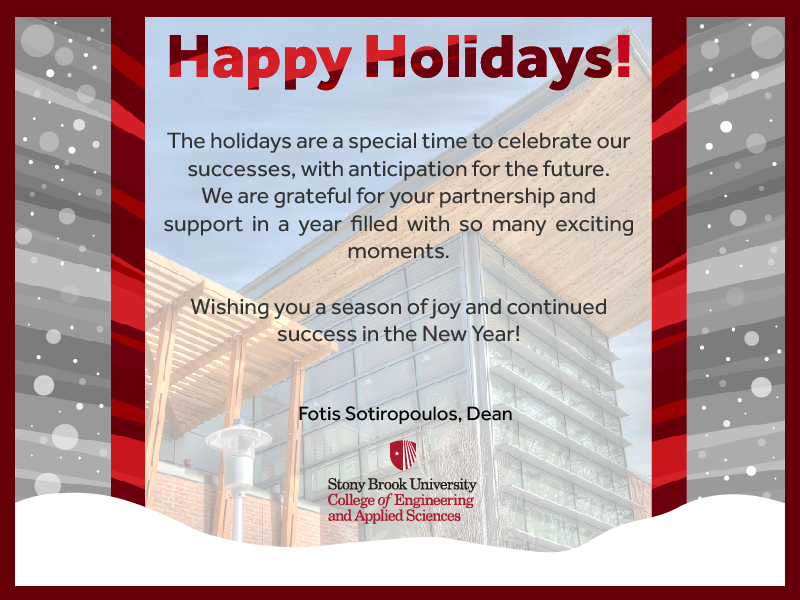 Happy Holidays!
The holidays are a special time to celebrate our
successes, with anticipation for the future.
We are grateful for your partnership and
support in a year filled with so many exciting
moments.
Wishing you a season of joy and continued
success in the New Year!
Fotis Sotiropoulos, Dean
Stony Brook University
College of Engineering
and Applied Sciences